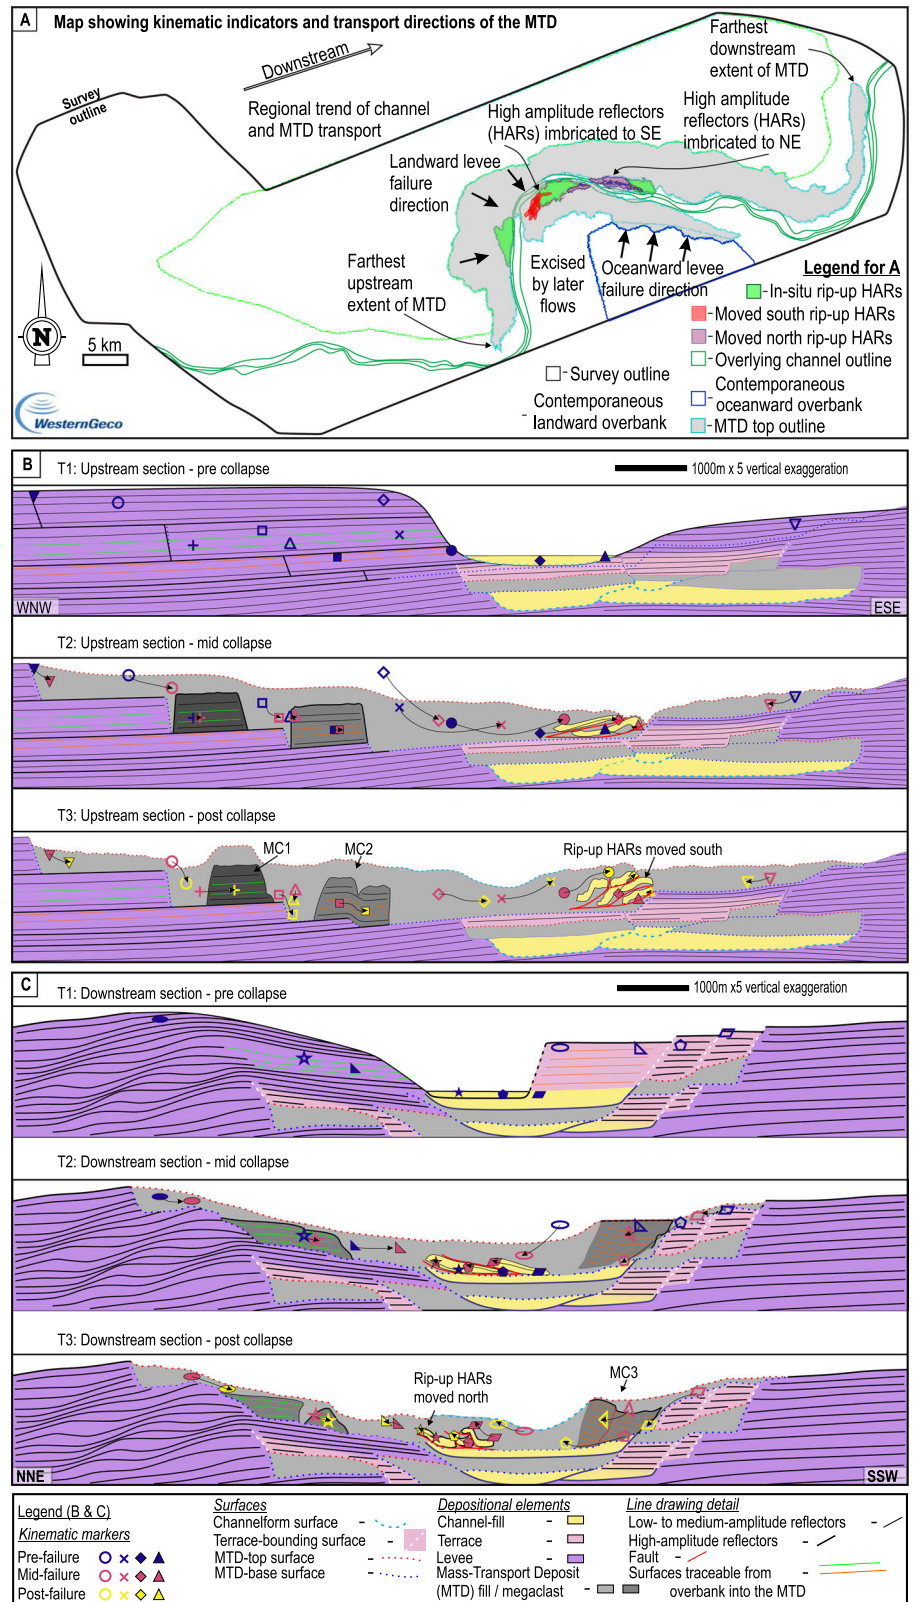 A
Map showing kinematic indicators and transport directions of the MTD
Downstream
Survey
outline
Regional trend of channel
and MTD transport
Farthest
downstream
extent of MTD
High amplitude reflectors
(HARs) imbricated to SE
High amplitude
reflectors (HARs)
imbricated to NE
Landward levee
failure
direction
Farthest
upstream
extent of MTD
Excised
by later
flows
Oceanward levee
failure direction
N
5 km
WesternGeco
Legend for A
-In-situ rip-up HARs
-Moved south rip-up HARs
-Moved north rip-up HARs
-Overlying channel outline
-Survey outline
Contemporaneous
-oceanward overbank
Contemporaneous
-landward overbank
-MTD top outline
B
T1: Upstream section - pre collapse
1000m x 5 vertical exaggeration
WNW
ESE
T2: Upstream section - mid collapse
T3: Upstream section - post collapse
MC1
MC2
Rip-up HARs moved south
C
T1: Downstream section - pre collapse
1000m x5 vertical exaggeration
T2: Downstream section - mid collapse
T3: Downstream section - post collapse
Rip-up HARs
moved north
MC3
NNE
SSW
Legend (B & C)
Kinematic markers
Pre-failure
Mid-failure
Post-failure
Surfaces
Channelform surface -
Terrace-bounding surface -
MTD-top surface -
MTD-base surface -
Depositional elements
Channel-fill -
Terrace -
Levee -
Mass-Transport Deposit
(MTD) fill / megaclast -
Line drawing detail
Low- to medium-amplitude reflectors -
High-amplitude reflectors -
Fault -
Surfaces traceable from -
overbank into the MTD